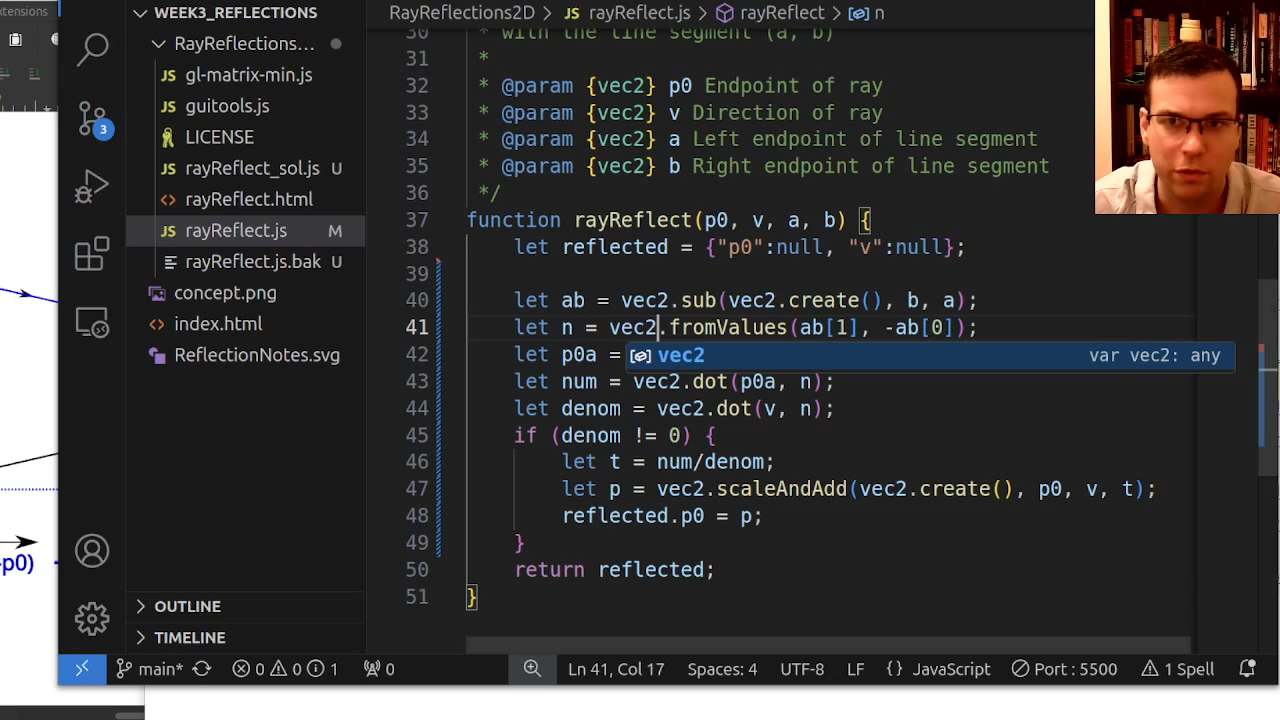 tensions
-p0)
WEEK3_REFLECTIONS
RayReflections...
JS gl-matrix-min.js
JS guitools.js
LICENSE
JS rayReflect_sol.js U
<> rayReflect.html
JS rayReflect.js M
rayReflect.js.bak U
concept.png
<> index.html
ReflectionNotes.svg
OUTLINE
TIMELINE
3
RayReflections2D > JS rayReflect.js > rayReflect > n
30 * with the line segment (a, b)
31 *
32 * @param {vec2} p0 Endpoint of ray
33 * @param {vec2} v Direction of ray
34 * @param {vec2} a Left endpoint of line segment
35 * @param {vec2} b Right endpoint of line segment
36 */
37 function rayReflect(p0, v, a, b) {
38 let reflected = {"p0":null, "v":null};
39
40 let ab = vec2.sub(vec2.create(), b, a);
41 let n = vec2.fromValues(ab[1], -ab[0]);
42 let p0a =
vec2 var vec2: any
43 let num = vec2.dot(p0a, n);
44 let denom = vec2.dot(v, n);
45 if (denom != 0) {
46 let t = num/denom;
47 let p = vec2.scaleAndAdd(vec2.create(), p0, v, t);
48 reflected.p0 = p;
49 }
50 return reflected;
51 }
main* 0 0 1 0 Ln 41, Col 17 Spaces: 4 UTF-8 LF {} JavaScript Port : 5500 1 Spell